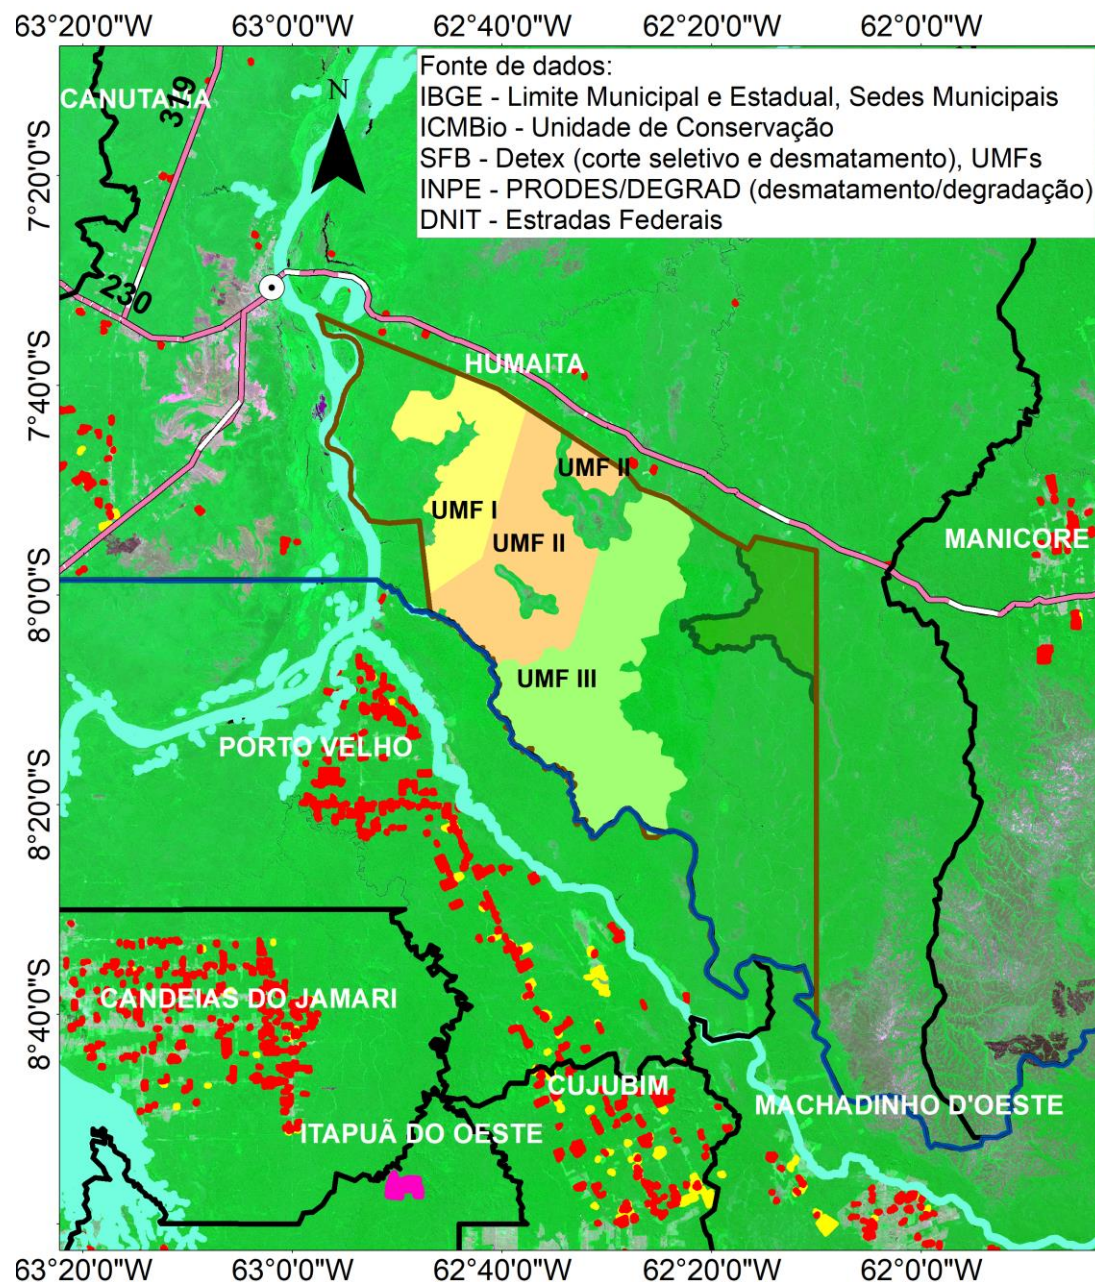 63°20'0"W 63°0'0"W 62°40'0"W 62°20'0"W 62°0'0"W
Fonte de dados:
IBGE - Limite Municipal e Estadual, Sedes Municipais
ICMBio - Unidade de Conservação
SFB - Detex (corte seletivo e desmatamento), UMFs
INPE - PRODES/DEGRAD (desmatamento/degradação)
DNIT - Estradas Federais
N
CANUTAMA
319
7°20'0"S
230
HUMAITA
7°40'0"S
UMF II
UMF I
UMF II
MANICORE
8°0'0"S
UMF III
PORTO VELHO
8°20'0"S
CANDEIAS DO JAMARI
8°40'0"S
CUJUBIM
MACHADINHO D'OESTE
ITAPUÃ DO OESTE
63°20'0"W 63°0'0"W 62°40'0"W 62°20'0"W 62°0'0"W